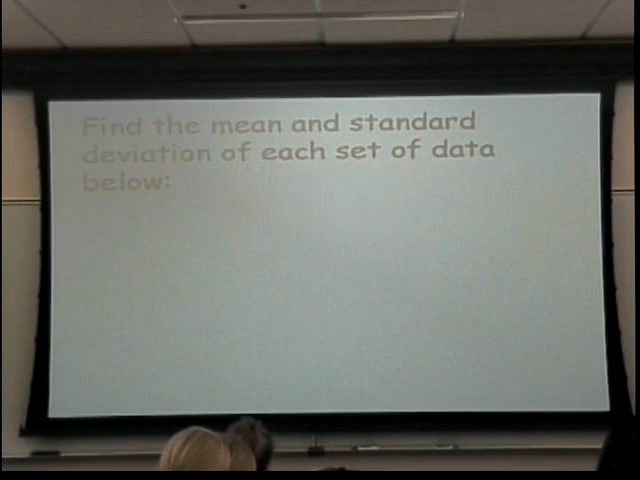 Find the mean and standard
deviation of each set of data
below: